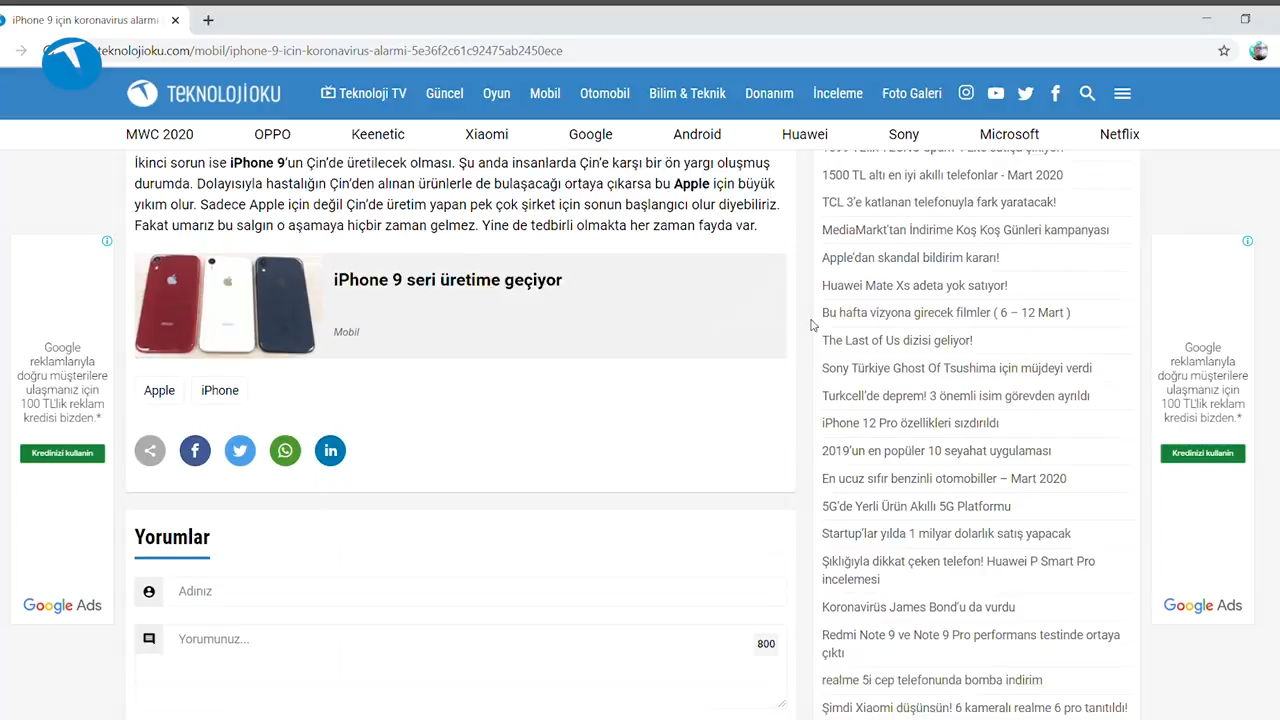 iPhone 9 için koronavirus alarmı
teknolojioku.com/mobil/iphone-9-icin-koronavirus-alarmi-5e36f2c61c92475ab2450ece
TEKNOLOJİOKU
Teknoloji TV
Güncel
Oyun
Mobil
Otomobil
Bilim & Teknik
Donanım
İnceleme
Foto Galeri
MWC 2020
OPPO
Keenetic
Xiaomi
Google
Android
Huawei
Sony
Microsoft
Netflix
İkinci sorun ise iPhone 9'un Çin'de üretilecek olması. Şu anda insanlarda Çin'e karşı bir ön yargı oluşmuş
durumda. Dolayısıyla hastalığın Çin'den alınan ürünlerle de bulaşacağı ortaya çıkarsa bu Apple için büyük
yıkım olur. Sadece Apple için değil Çin'de üretim yapan pek çok şirket için sonun başlangıcı olur diyebiliriz.
Fakat umarız bu salgın o aşamaya hiçbir zaman gelmez. Yine de tedbirli olmakta her zaman fayda var.
iPhone 9 seri üretime geçiyor
Mobil
Apple
iPhone
Yorumlar
Adınız
Yorumunuz...
800
1500 TL altı en iyi akıllı telefonlar - Mart 2020
TCL 3'e katlanan telefonuyla fark yaratacak!
MediaMarkt'tan İndirime Koş Koş Günleri kampanyası
Apple'dan skandal bildirim kararı!
Huawei Mate Xs adeta yok satıyor!
Bu hafta vizyona girecek filmler ( 6 – 12 Mart )
The Last of Us dizisi geliyor!
Sony Türkiye Ghost Of Tsushima için müjdeyi verdi
Turkcell'de deprem! 3 önemli isim görevden ayrıldı
iPhone 12 Pro özellikleri sızdırıldı
2019'un en popüler 10 seyahat uygulaması
En ucuz sıfır benzinli otomobiller – Mart 2020
5G'de Yerli Ürün Akıllı 5G Platformu
Startup'lar yılda 1 milyar dolarlık satış yapacak
Şıklığıyla dikkat çeken telefon! Huawei P Smart Pro
incelemesi
Koronavirüs James Bond'u da vurdu
Redmi Note 9 ve Note 9 Pro performans testinde ortaya
çıktı
realme 5i cep telefonunda bomba indirim
Şimdi Xiaomi düşünsün! 6 kameralı realme 6 pro tanıtıldı!
Google
reklamlarıyla
doğru müşterilere
ulaşmanız için
100 TL'lik reklam
kredisi bizden.*
Kredinizi kullanin
Google Ads
Google
reklamlarıyla
doğru müşterilere
ulaşmanız için
100 TL'lik reklam
kredisi bizden.*
Kredinizi kullanin
Google Ads